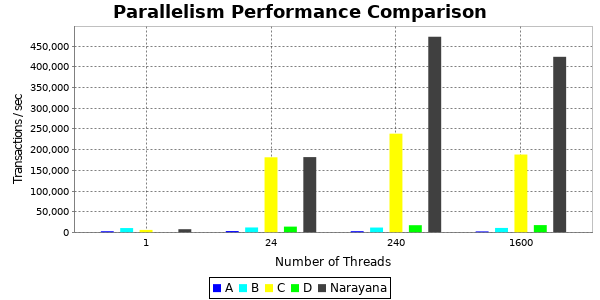 Parallelism Performance Comparison
Transactions / sec
450,000
400,000
350,000
300,000
250,000
200,000
150,000
100,000
50,000
0
1 24 240 1600
Number of Threads
A B C D Narayana